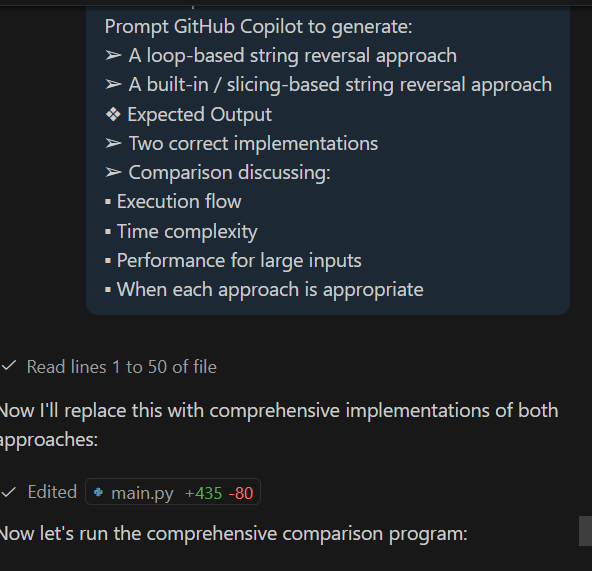 Prompt GitHub Copilot to generate:
➢ A loop-based string reversal approach
➢ A built-in / slicing-based string reversal approach
❖ Expected Output
➢ Two correct implementations
➢ Comparison discussing:
▪ Execution flow
▪ Time complexity
▪ Performance for large inputs
▪ When each approach is appropriate
Read lines 1 to 50 of file
Now I'll replace this with comprehensive implementations of both
approaches:
Edited main.py +435 -80
Now let's run the comprehensive comparison program: